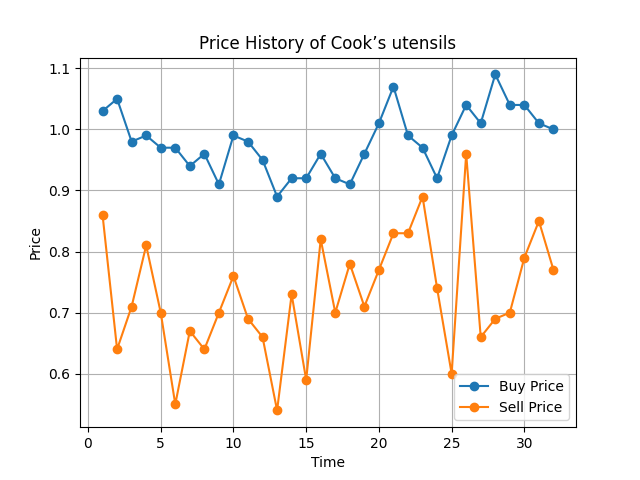 Price History of Cook’s utensils
Price
1.1
1.0
0.9
0.8
0.7
0.6
0 5 10 15 20 25 30
Time
Buy Price
Sell Price